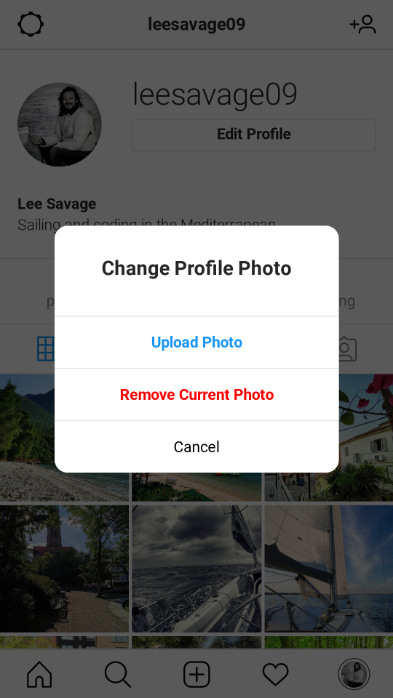 leesavage09
leesavage09
Edit Profile
Lee Savage
Sailing and coding in the Mediterranean
Change Profile Photo
Upload Photo
Remove Current Photo
Cancel